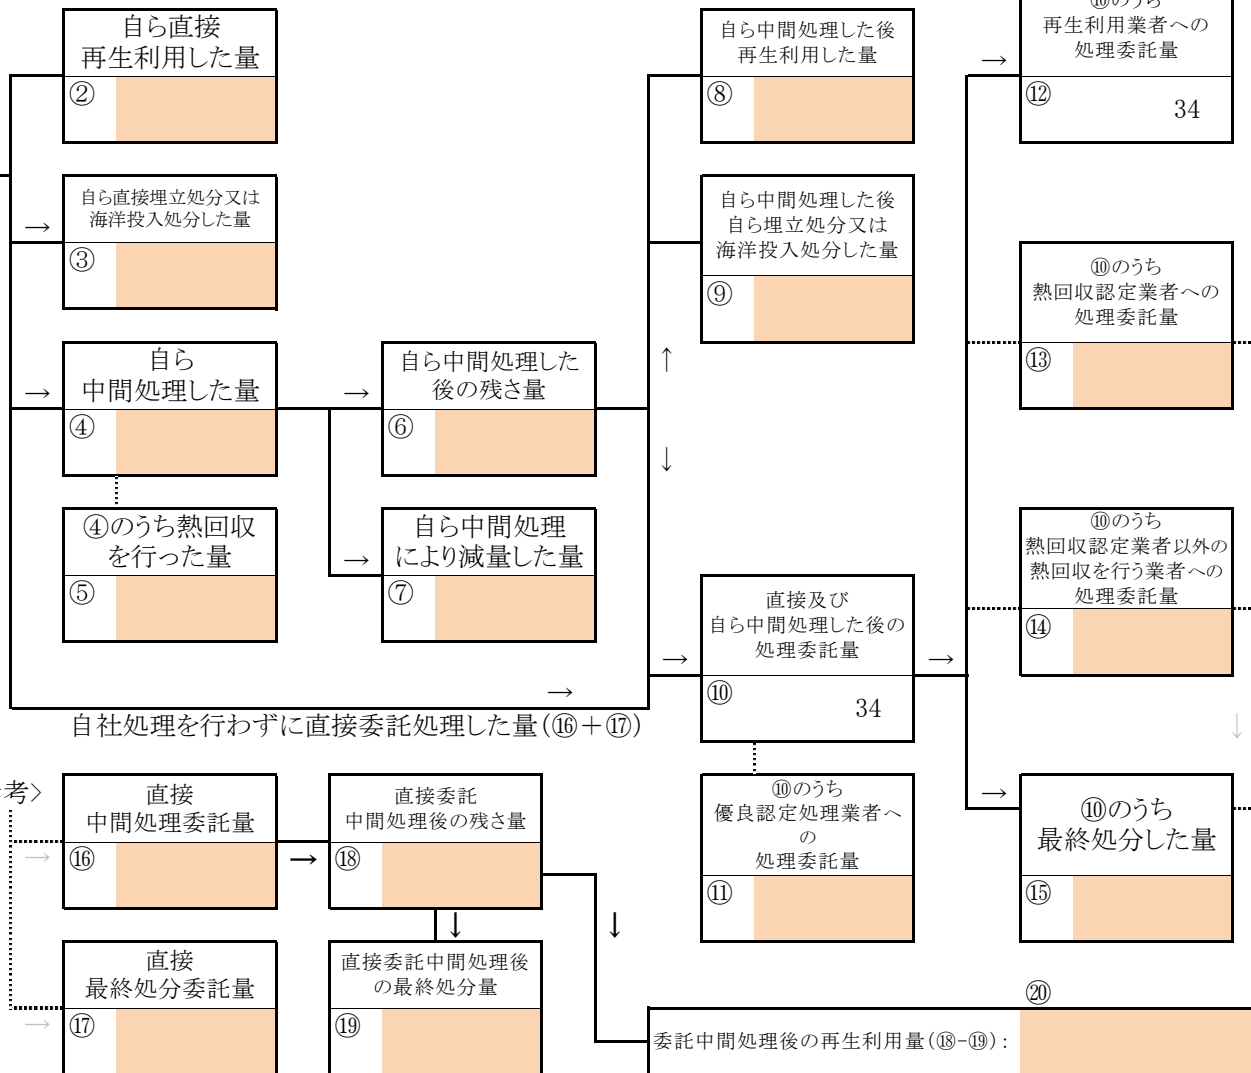 自ら直接
再生利用した量
②
自ら直接埋立処分又は
海洋投入処分した量
→
③
自ら
中間処理した量
→
④
④のうち熱回収
を行った量
⑤
→
自ら中間処理した
後の残さ量
⑥
自ら中間処理
により減量した量
→
⑦
自ら中間処理した後
再生利用した量
⑧
自ら中間処理した後
自ら埋立処分又は
海洋投入処分した量
⑨
↑
↓
直接及び
自ら中間処理した後の
処理委託量
→
→
⑩
34
→
自社処理を行わずに直接委託処理した量(⑯+⑰)
⑩のうち
優良認定処理業者へ
の
処理委託量
⑪
⑩のうち
再生利用業者への
処理委託量
→
⑫
34
⑩のうち
熱回収認定業者への
処理委託量
⑬
⑩のうち
熱回収認定業者以外の
熱回収を行う業者への
処理委託量
⑭
↓
→
⑩のうち
最終処分した量
⑮
考〉
直接
中間処理委託量
→
⑯
→
直接委託
中間処理後の残さ量
⑱
↓
↓
直接
最終処分委託量
→
⑰
直接委託中間処理後
の最終処分量
⑲
⑳
委託中間処理後の再生利用量(⑱-⑲):